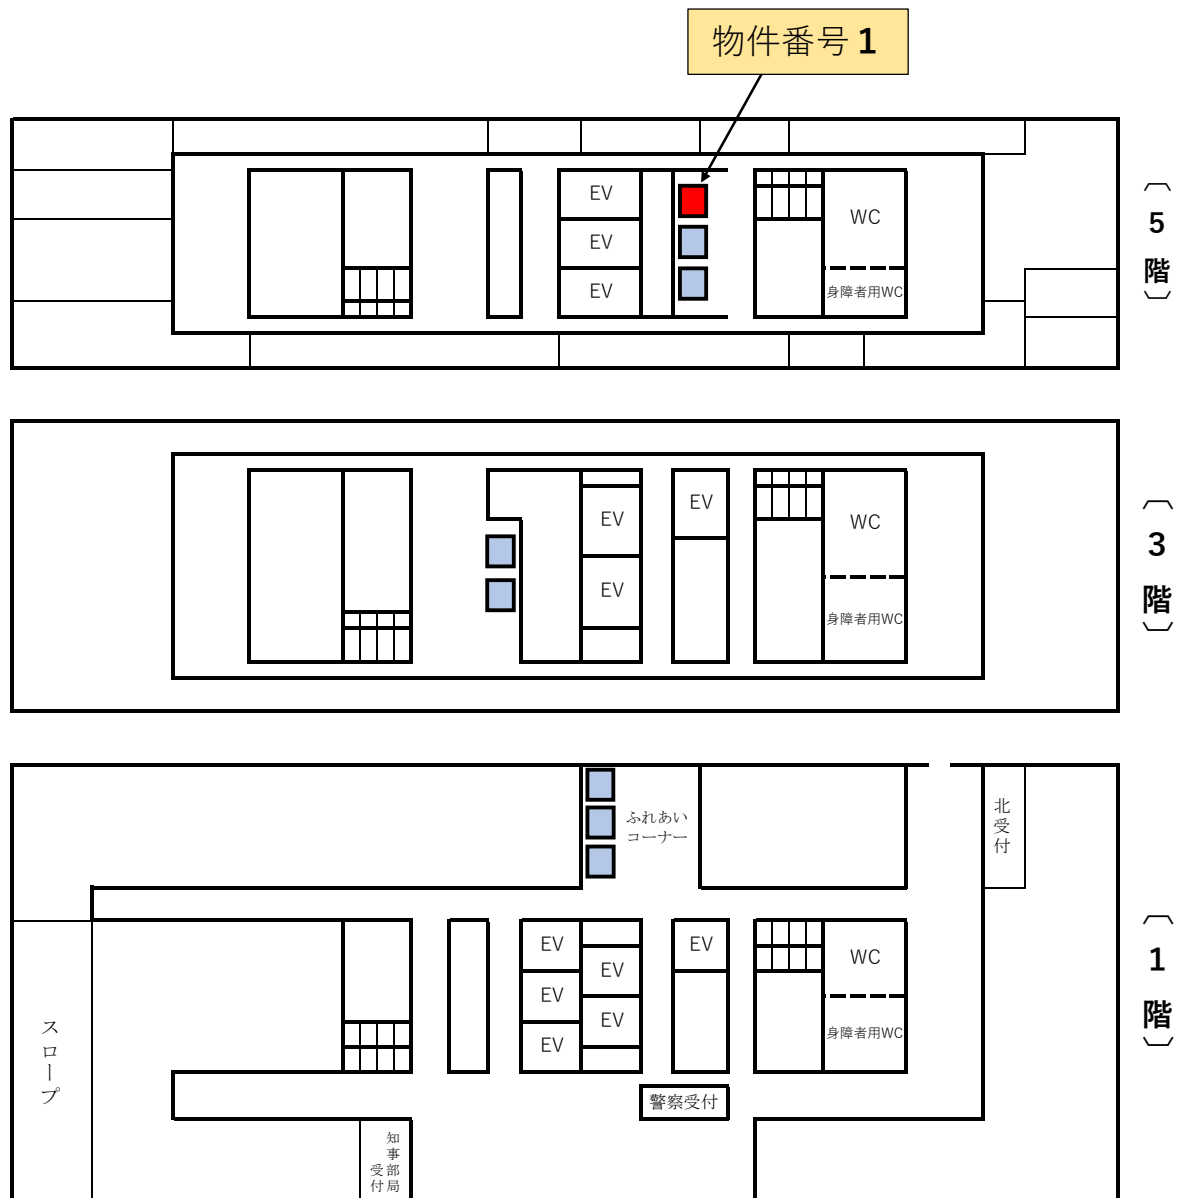 物件番号 1
EV
EV
EV
WC
身障者用WC
〔5階〕
EV
EV
EV
WC
身障者用WC
〔3階〕
ふれあい
コーナー
北受付
EV
EV
EV
EV
EV
EV
WC
身障者用WC
〔1階〕
スロープ
警察受付
知事部局
受付